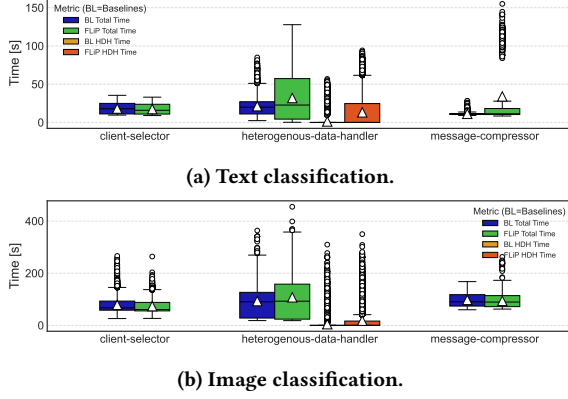 Metric (BL=Baselines)
BL Total Time
FLiP Total Time
BL HDH Time
FLiP HDH Time
Time [s]
150
100
50
0
client-selector heterogenous-data-handler message-compressor
(a) Text classification.
Metric (BL=Baselines)
BL Total Time
FLiP Total Time
BL HDH Time
FLiP HDH Time
Time [s]
400
200
0
client-selector heterogenous-data-handler message-compressor
(b) Image classification.